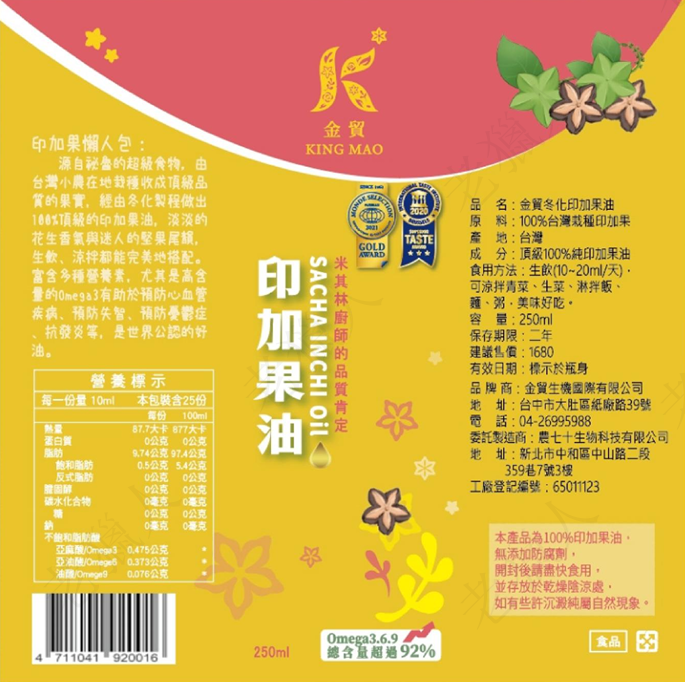 金貿
KING MAO
印加果懶人包：
源自祕魯的超級食物，由
台灣小農在地栽種收成頂級品
質的果實，經由冬化製程做出
100%頂級的印加果油，淡淡的
花生香氣與迷人的堅果尾韻，
生飲、涼拌都能完美地搭配。
富含多種營養素，尤其是高含
量的Omega3有助於預防心血管
疾病、預防失智、預防憂鬱症
、抗發炎等，是世界公認的好
油。
營養標示
每一份量 10ml 本包裝含25份
每份 100ml
熱量 87.7大卡 877大卡
蛋白質 0公克 0公克
脂肪 9.74公克 97.4公克
飽和脂肪 0.5公克 5.4公克
反式脂肪 0公克 0公克
膽固醇 0公克 0公克
碳水化合物 0毫克 0毫克
糖 0公克 0公克
鈉 0毫克 0毫克
不飽和脂肪酸
亞麻酸/Omega3 0.475公克
亞油酸/Omega6 0.373公克
油酸/Omega9 0.076公克
4 711041 920016
SINCE 1961
MONDE SELECTION
2021
GOLD
AWARD
INTERNATIONAL TASTE INSTITUTE
2020
BRUSSELS
SUPERIOR
TASTE
AWARD
米其林廚師的品質肯定
SACHA INCHI Oil
印加果油
250ml
Omega3.6.9
總含量超過92%
品 名：金貿冬化印加果油
原 料：100%台灣栽種印加果
產 地：台灣
成 分：頂級100%純印加果油
食用方法：生飲(10~20ml/天)，
可涼拌青菜、生菜、淋拌飯、
麵、粥，美味好吃。
容 量：250ml
保存期限：二年
建議售價：1680
有效日期：標示於瓶身
品牌商：金貿生機國際有限公司
地 址：台中市大肚區紙廠路39號
電 話：04-26995988
委託製造商：農七十生物科技有限公司
地 址：新北市中和區中山路二段
359巷7號3樓
工廠登記編號：65011123
本產品為100%印加果油，
無添加防腐劑，
開封後請盡快食用，
並存放於乾燥陰涼處，
如有些許沉澱純屬自然現象。
食品